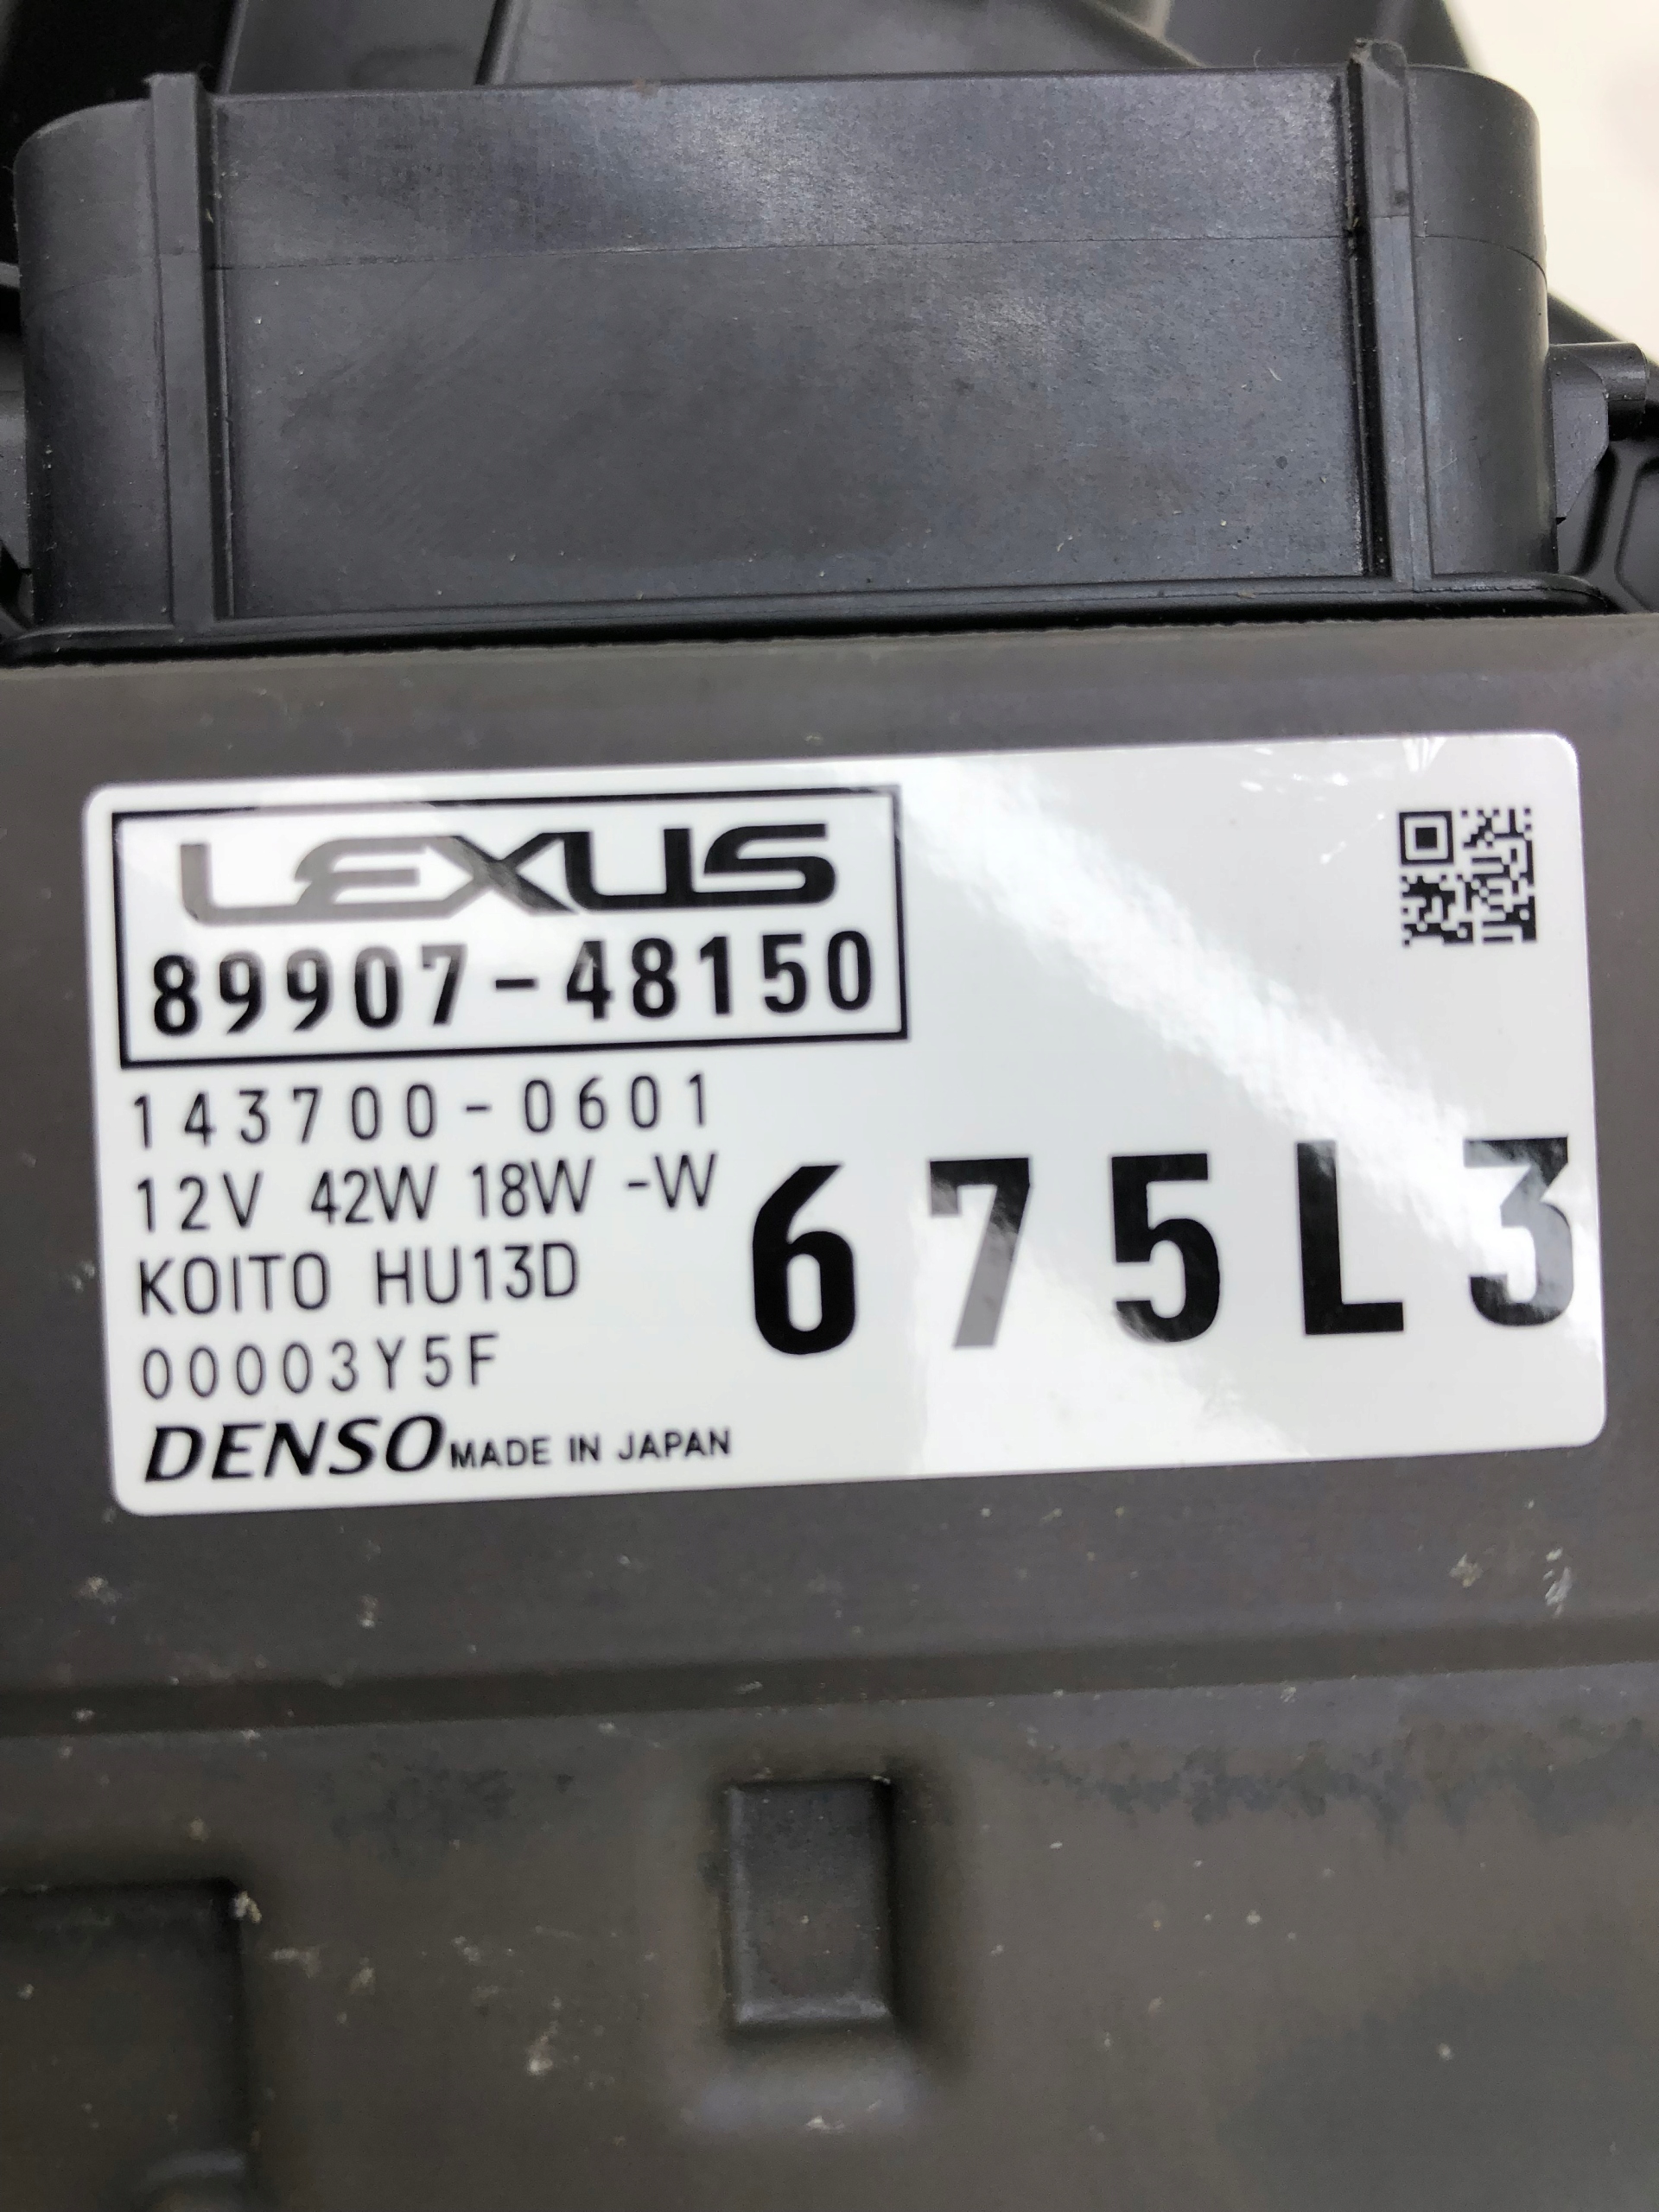 LEXUS
89907-48150
143700-0601
12V 42W 18W -W
KOITO HU13D
00003Y5F
675L3
DENSO MADE IN JAPAN